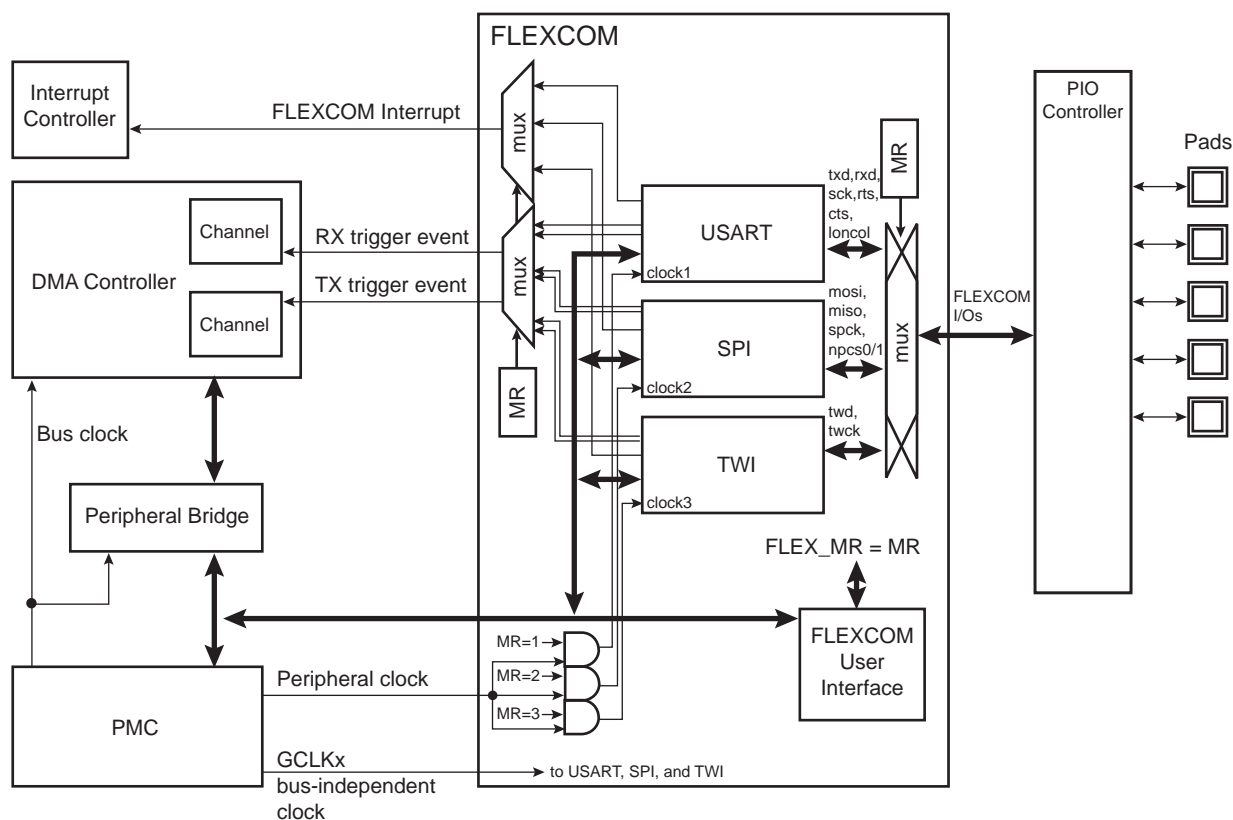 FLEXCOM
Interrupt
Controller
FLEXCOM Interrupt
mux
MR
PIO
Controller
Pads
txd,rxd,
sck,rts,
cts,
loncol
USART
clock1
DMA Controller
Channel
RX trigger event
Channel
TX trigger event
mux
MR
mosi,
miso,
spck,
npcs0/1
SPI
clock2
mux
FLEXCOM
I/Os
Bus clock
twd,
twck
TWI
clock3
Peripheral Bridge
FLEX_MR = MR
FLEXCOM
User
Interface
MR=1
MR=2
MR=3
Peripheral clock
PMC
GCLKx
bus-independent
clock
to USART, SPI, and TWI